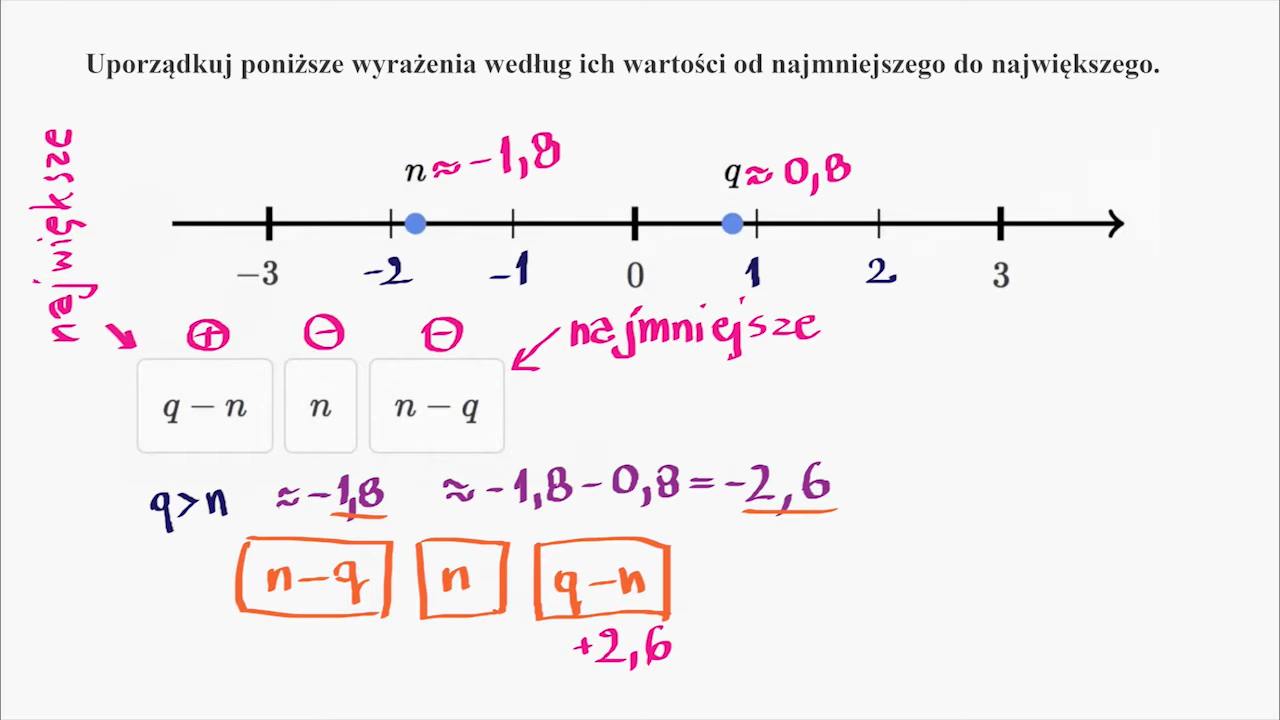 Uporządkuj poniższe wyrażenia według ich wartości od najmniejszego do największego.
największe
n ≈ -1,8
q ≈ 0,8
−3 -2 -1 0 1 2 3
+ − −
najmniejsze
q − n n n − q
q>n ≈ -1,8 ≈ -1,8 - 0,8 = -2,6
n-q n q-n
+2,6